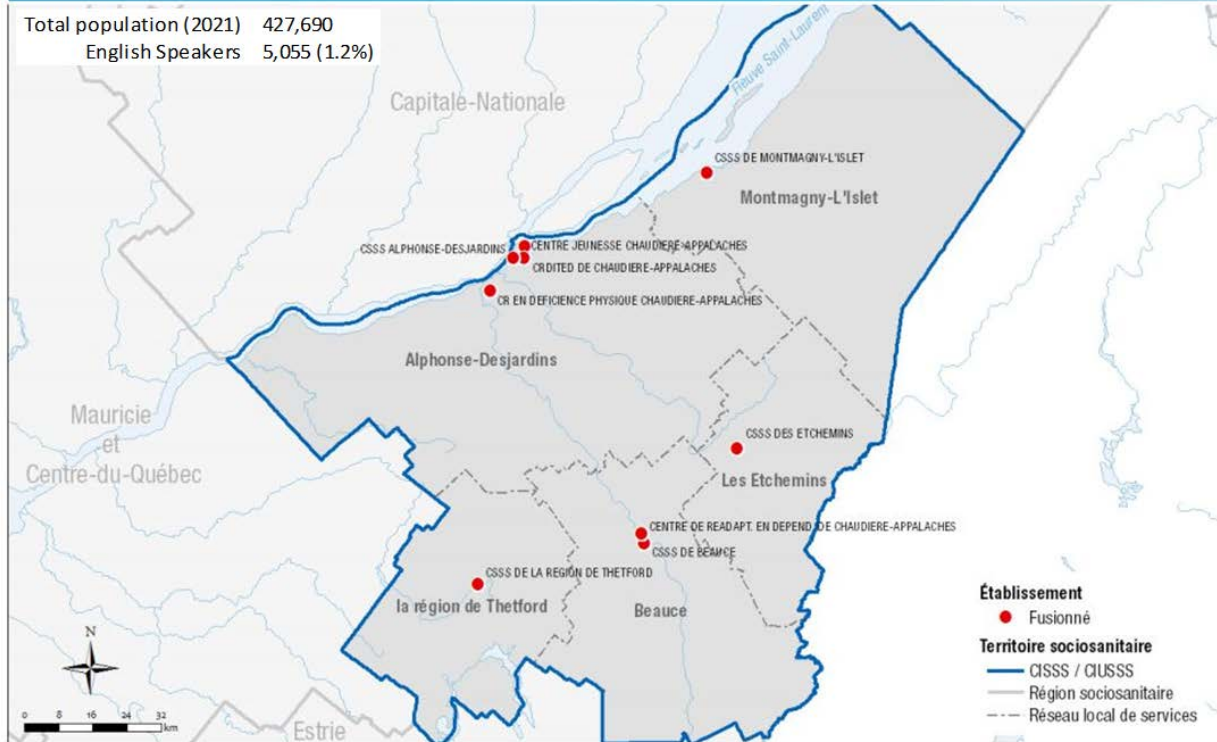 Total population (2021) 427,690
English Speakers 5,055 (1.2%)
Fleuve Saint-Laurent
Capitale-Nationale
CSSS DE MONTMAGNY-L'ISLET
Montmagny-L'Islet
CSSS ALPHONSE-DESJARDINS
CENTRE JEUNESSE CHAUDIERE-APPALACHES
CRDITED DE CHAUDIERE-APPALACHES
CR EN DEFICIENCE PHYSIQUE CHAUDIERE-APPALACHES
Alphonse-Desjardins
Mauricie
et
Centre-du-Québec
CSSS DES ETCHEMINS
Les Etchemins
CENTRE DE READAPT. EN DEPEND. DE CHAUDIERE-APPALACHES
CSSS DE BEAUCE
CSSS DE LA REGION DE THETFORD
la région de Thetford
Beauce
Établissement
Fusionné
Territoire sociosanitaire
CISSS / CIUSSS
Région sociosanitaire
Réseau local de services
N
0 8 16 24 32
km
Estrie